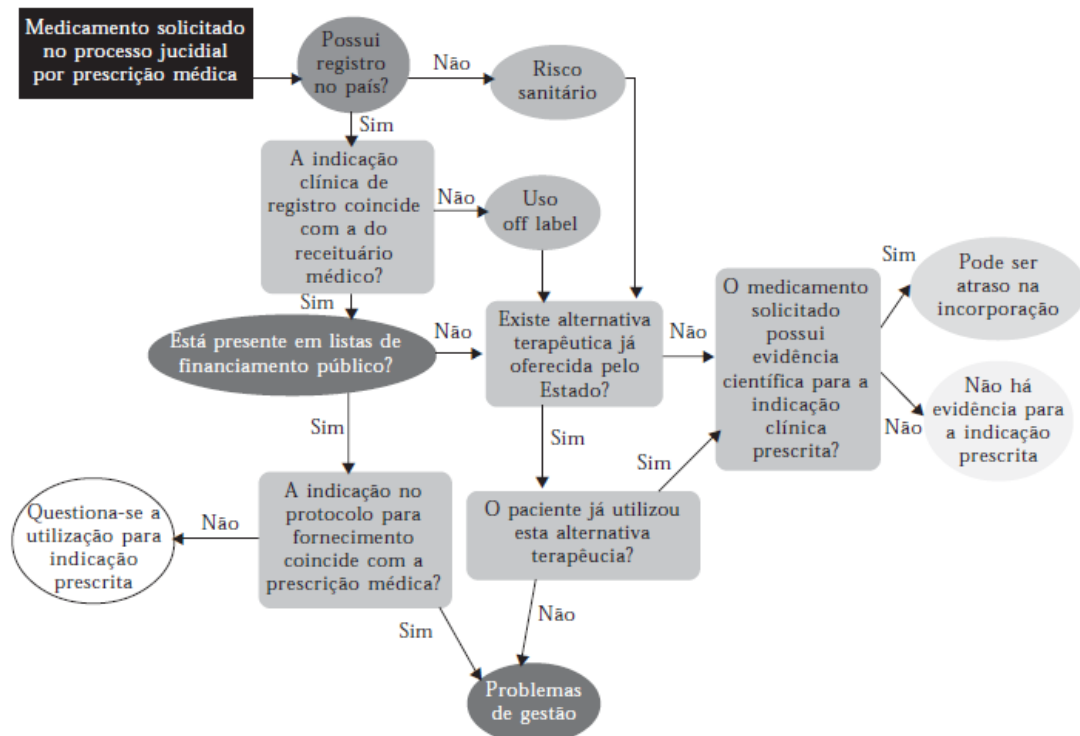 Medicamento solicitado
no processo jucidial
por prescrição médica
Possui
registro
no país?
Não
Risco
sanitário
Sim
A indicação
clínica de
registro coincide
com a do
receituário
médico?
Não
Uso
off label
Sim
Está presente em listas de
financiamento público?
Não
Existe alternativa
terapêutica já
oferecida pelo
Estado?
Não
O medicamento
solicitado
possui
evidência
científica para a
indicação
clínica
prescrita?
Sim
Pode ser
atraso na
incorporação
Não
Não há
evidência para
a indicação
prescrita
Sim
Sim
Sim
A indicação no
protocolo para
fornecimento
coincide com a
prescrição médica?
Não
Questiona-se a
utilização para
indicação
prescrita
O paciente já utilizou
esta alternativa
terapêucia?
Sim
Não
Problemas
de gestão